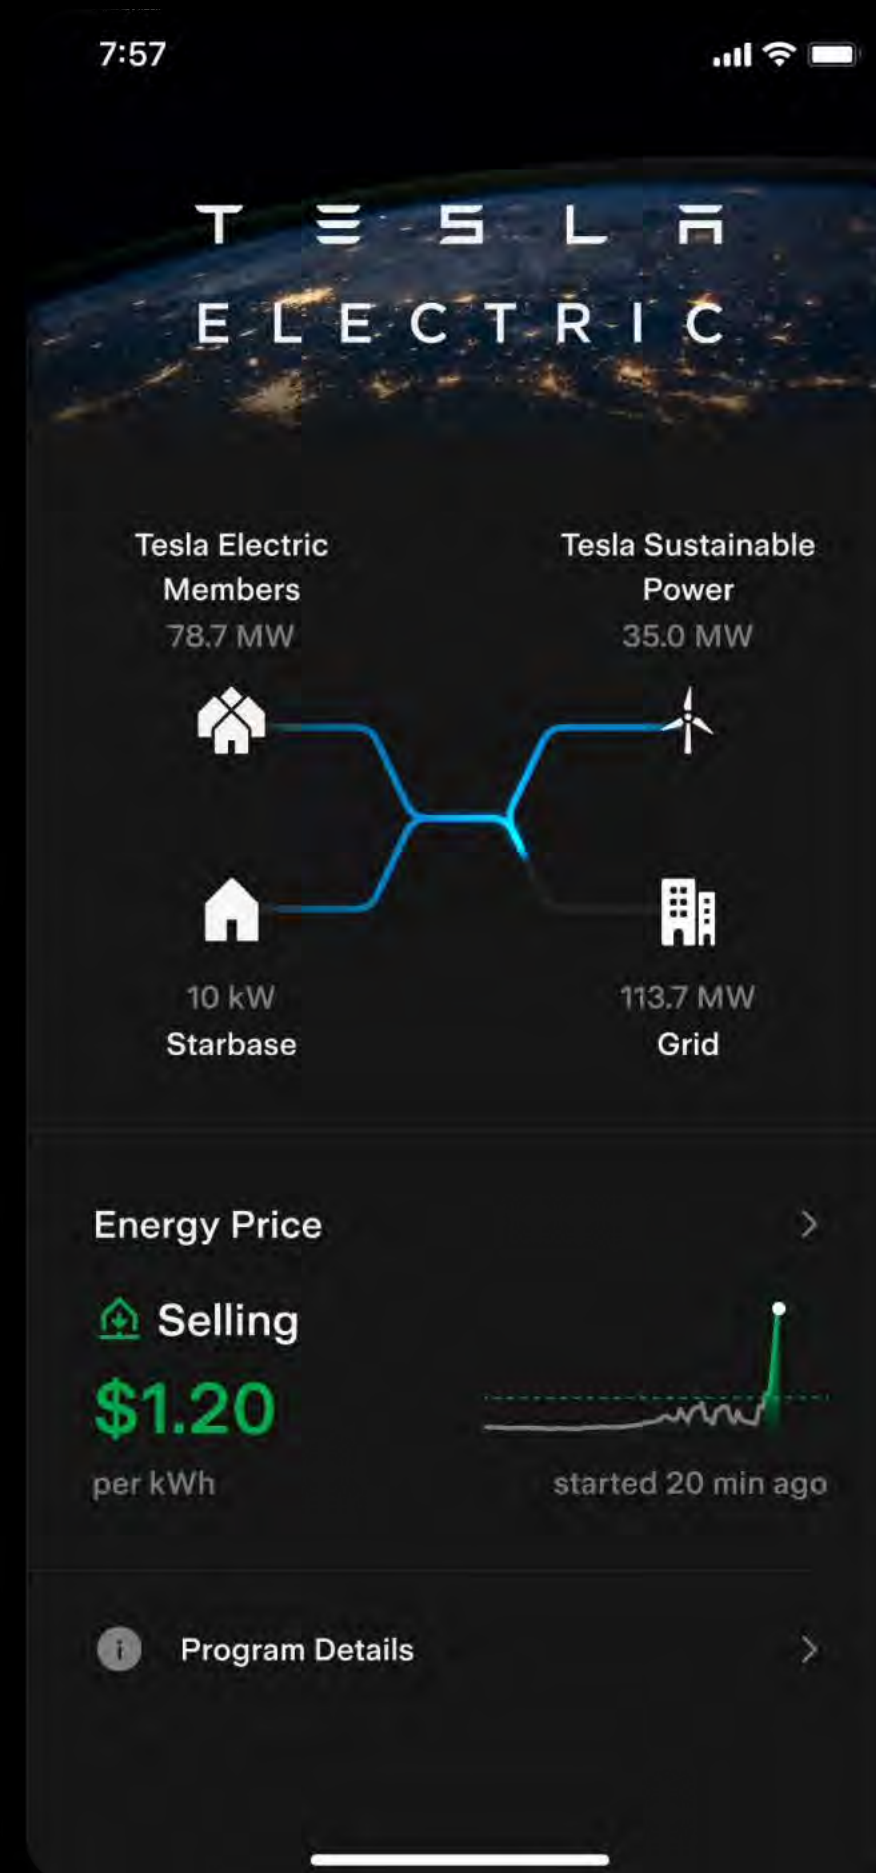 7:57
TESLA
ELECTRIC
Tesla Electric
Members
78.7 MW
Tesla Sustainable
Power
35.0 MW
10 kW
Starbase
113.7 MW
Grid
Energy Price
Selling
$1.20
per kWh
started 20 min ago
Program Details